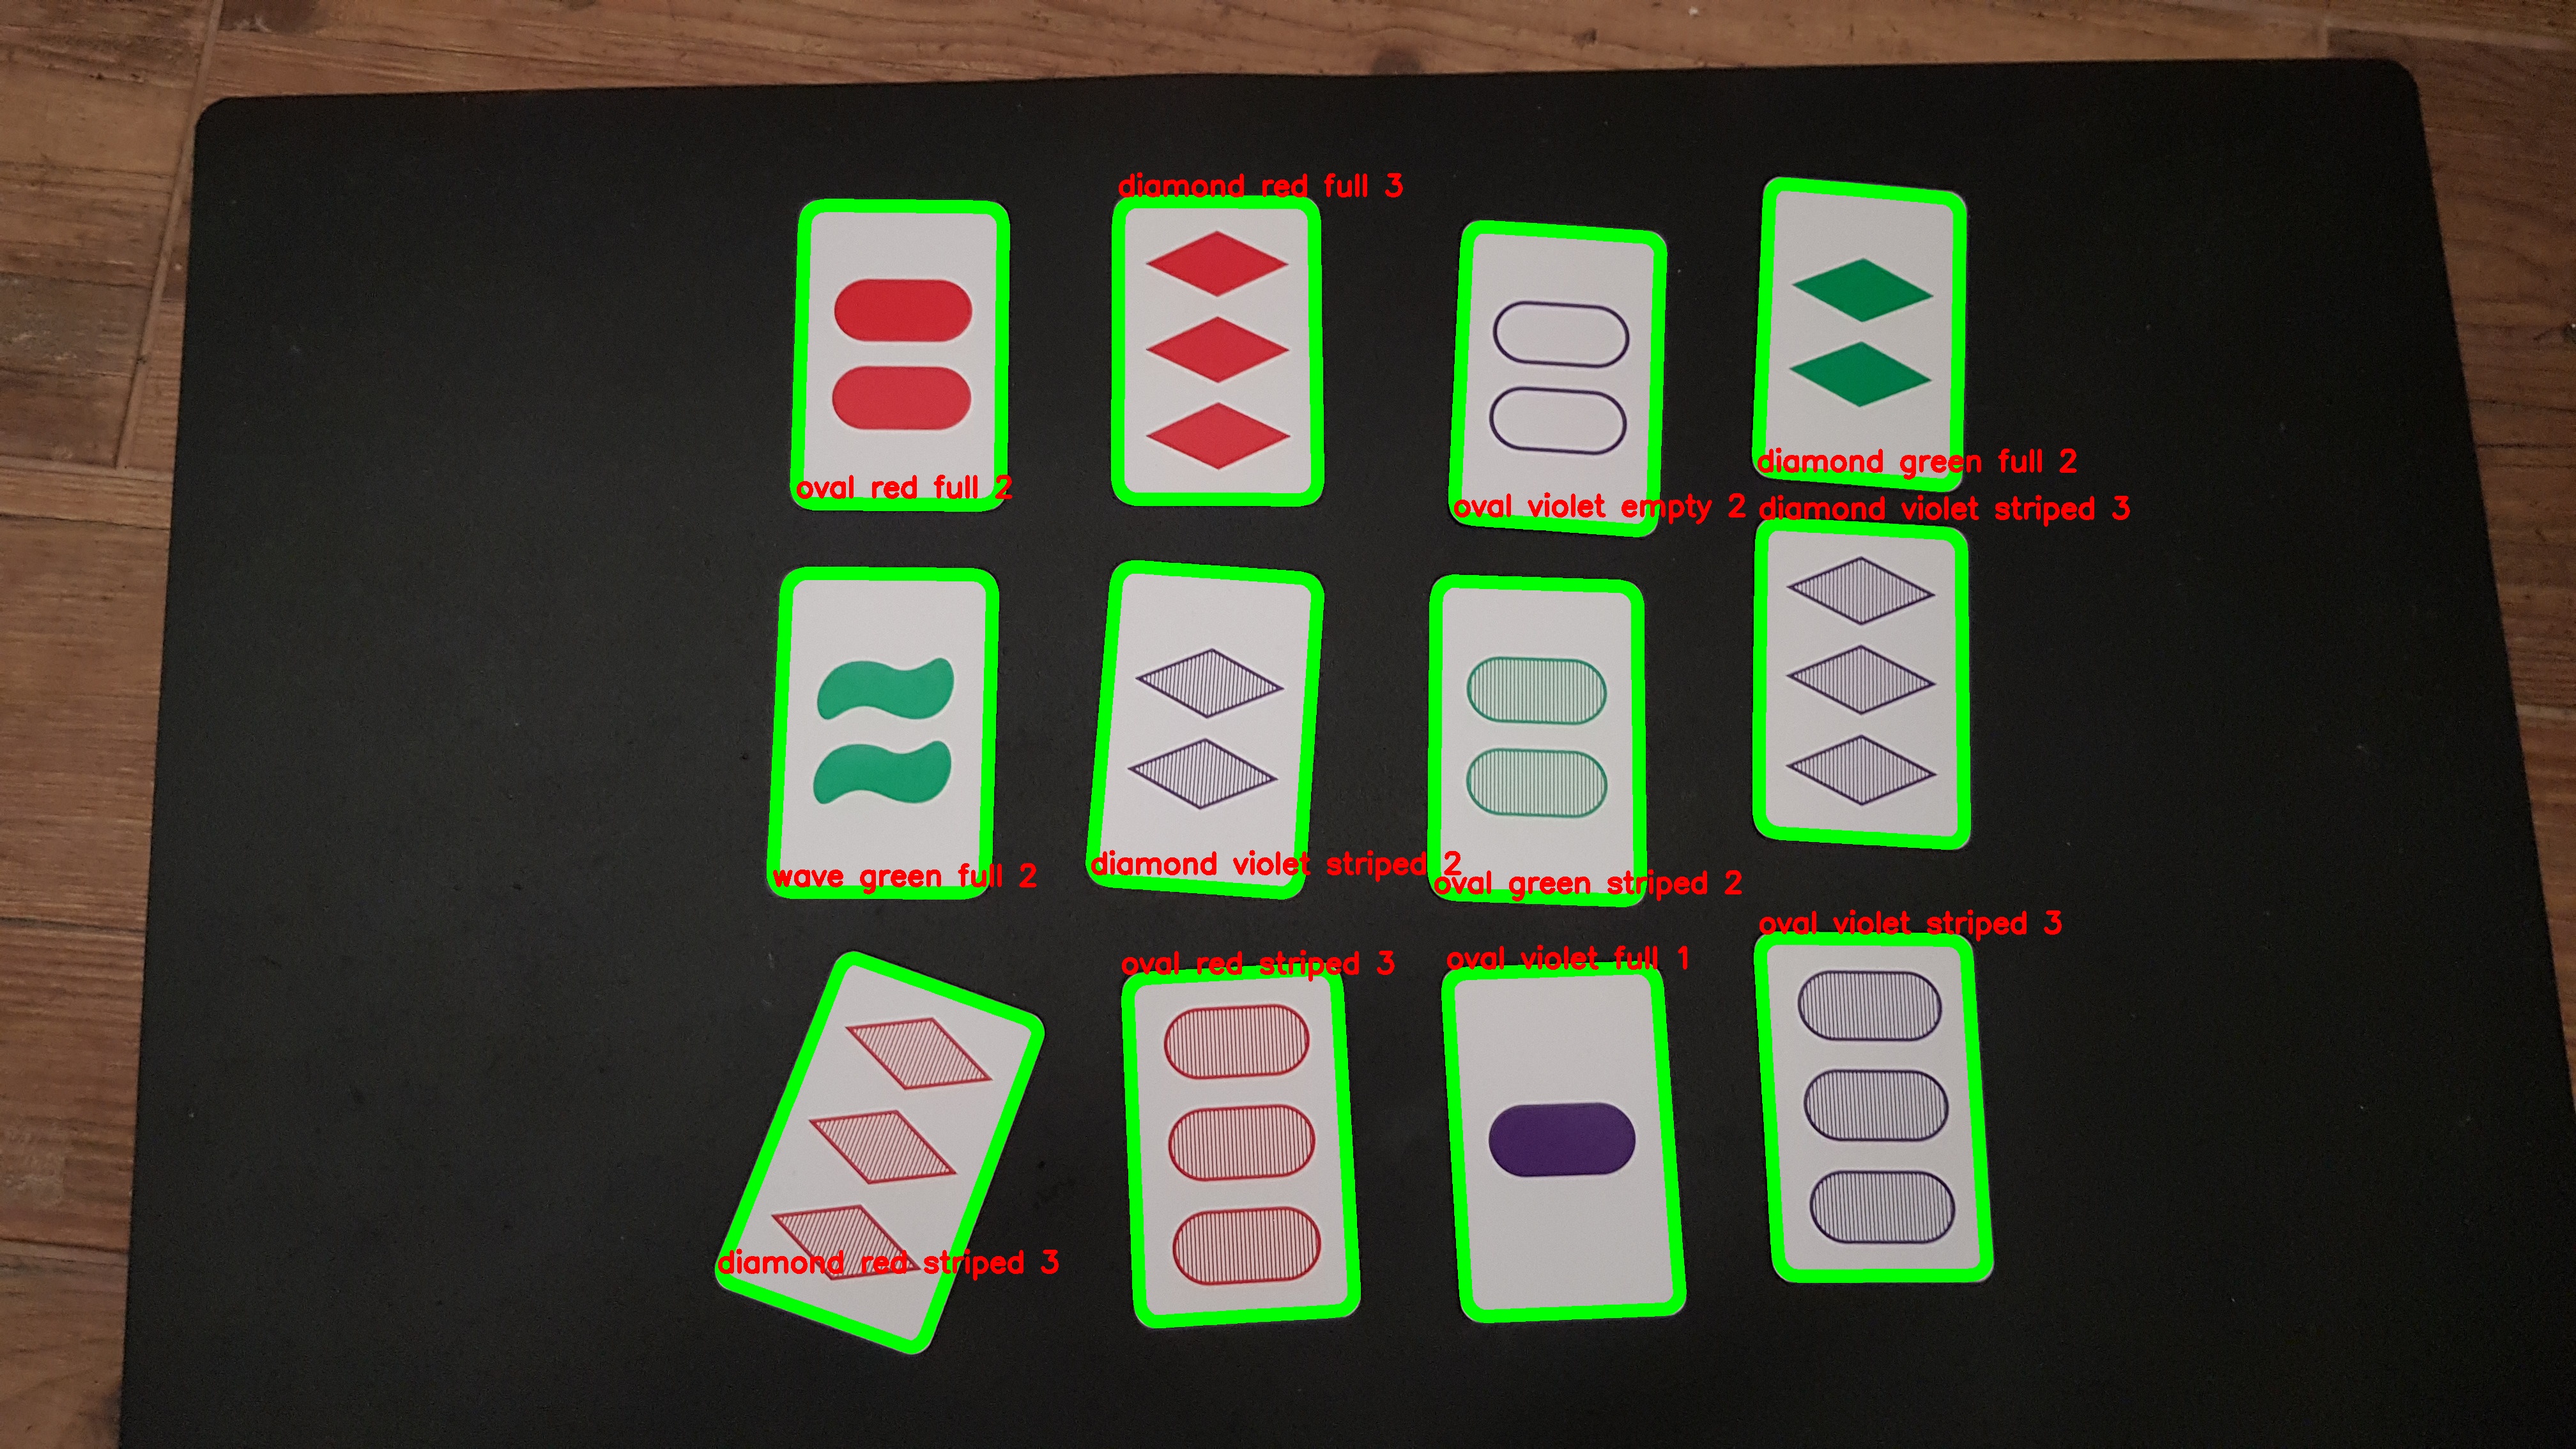 diamond red full 3
oval red full 2
oval violet empty 2
diamond green full 2
diamond violet striped 3
wave green full 2
diamond violet striped 2
oval green striped 2
oval violet striped 3
oval red striped 3
oval violet full 1
diamond red striped 3